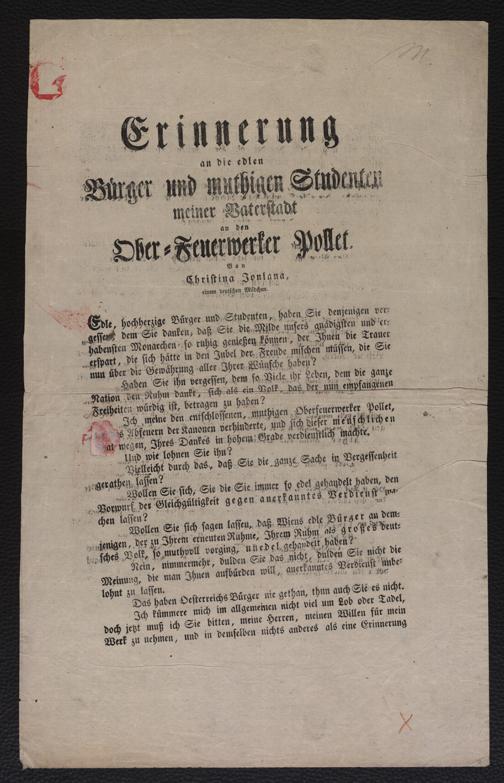 Erinnerung
an die edlen
Bürger und muthigen Studenten
meiner Vaterstadt
an den
Ober-Feuerwerker Pollet.
Von
Christina Jonlana,
einem deutschen Mädchen.
Edle, hochherzige Bürger und Studenten, haben Sie denjenigen ver-
gessen, dem Sie danken, daß Sie die Milde unsers gnädigsten und er-
habensten Monarchen so ruhig genießen können, der Ihnen die Trauer
erspart, die sich hätte in den Jubel der Freude mischen müssen, die Sie
nun über die Gewährung aller Ihrer Wünsche haben?
Haben Sie ihn vergessen, dem so Viele ihr Leben, dem die ganze
Nation den Ruhm dankt, sich als ein Volk, das der nun empfangenen
Freiheiten würdig ist, betragen zu haben?
Ich meine den entschlossenen, muthigen Oberfeuerwerker Pollet,
das Abfeuern der Kanonen verhinderte, und sich dieser menschlichen
That wegen, Ihres Dankes in hohem Grade verdienstlich machte.
Und wie lohnen Sie ihn?
Vielleicht durch das, daß Sie die ganze Sache in Vergessenheit
gerathen lassen?
Wollen Sie sich, Sie die Sie immer so edel gehandelt haben, den
Vorwurf der Gleichgültigkeit gegen anerkanntes Verdienst ma-
chen lassen?
Wollen Sie sich sagen lassen, daß Wiens edle Bürger an dem-
jenigen, der zu Ihrem erneuten Ruhme, Ihrem Ruhm als großes deut-
sches Volk, so muthvoll vorging, unedel gehandelt haben?
Nein, nimmermehr, dulden Sie das nicht, dulden Sie nicht die
Meinung, die man Ihnen aufbürden will, anerkanntes Verdienst unbe-
lohnt zu lassen.
Das haben Oesterreichs Bürger nie gethan, thun auch Sie es nicht.
Ich kümmere mich im allgemeinen nicht viel um Lob oder Tadel,
doch jetzt muß ich Sie bitten, meine Herren, meinen Willen für mein
Werk zu nehmen, und in demselben nichts anderes als eine Erinnerung